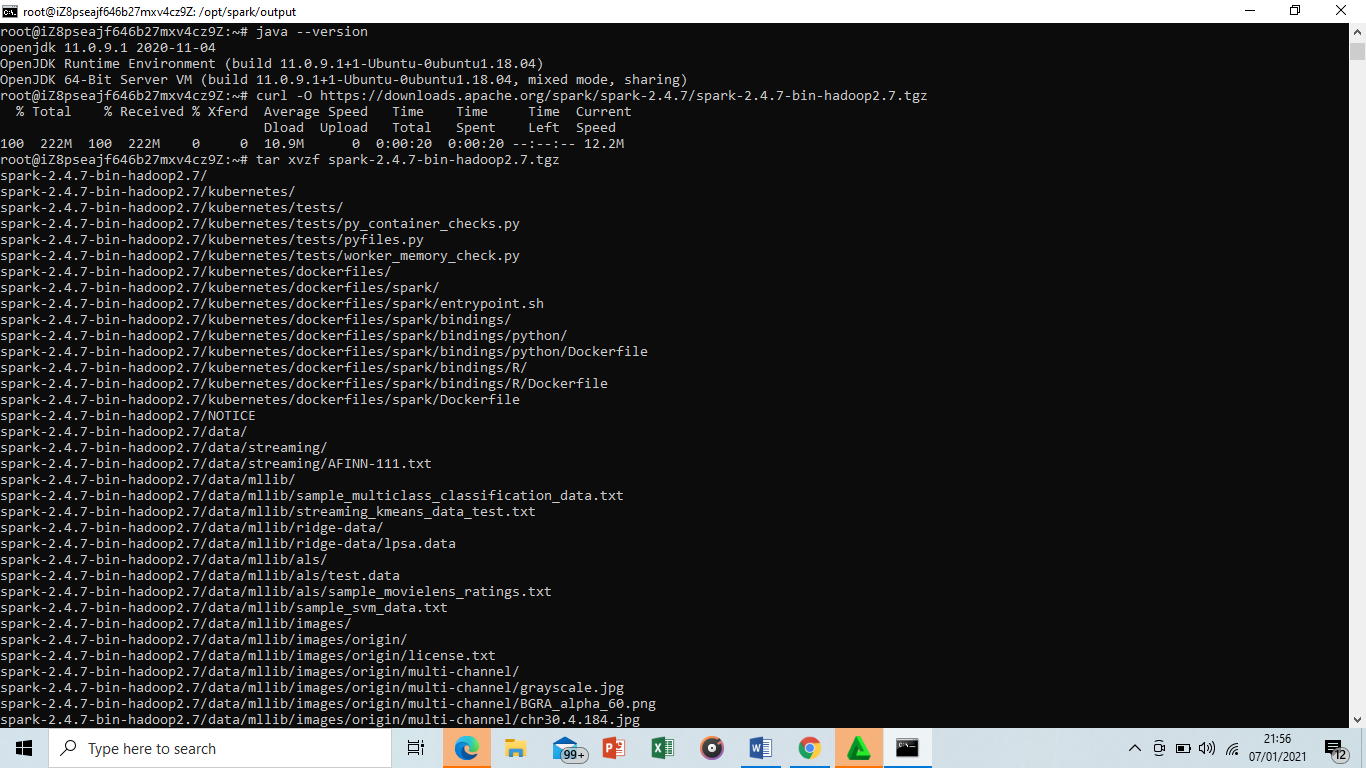 root@iZ8pseajf646b27mxv4cz9Z: /opt/spark/output
root@iZ8pseajf646b27mxv4cz9Z:~# java --version
openjdk 11.0.9.1 2020-11-04
OpenJDK Runtime Environment (build 11.0.9.1+1-Ubuntu-0ubuntu1.18.04)
OpenJDK 64-Bit Server VM (build 11.0.9.1+1-Ubuntu-0ubuntu1.18.04, mixed mode, sharing)
root@iZ8pseajf646b27mxv4cz9Z:~# curl -O https://downloads.apache.org/spark/spark-2.4.7/spark-2.4.7-bin-hadoop2.7.tgz
  % Total    % Received % Xferd  Average Speed   Time    Time     Time  Current
                                 Dload  Upload   Total   Spent    Left  Speed
100  222M  100  222M    0     0  10.9M      0  0:00:20  0:00:20 --:--:-- 12.2M
root@iZ8pseajf646b27mxv4cz9Z:~# tar xvzf spark-2.4.7-bin-hadoop2.7.tgz
spark-2.4.7-bin-hadoop2.7/
spark-2.4.7-bin-hadoop2.7/kubernetes/
spark-2.4.7-bin-hadoop2.7/kubernetes/tests/
spark-2.4.7-bin-hadoop2.7/kubernetes/tests/py_container_checks.py
spark-2.4.7-bin-hadoop2.7/kubernetes/tests/pyfiles.py
spark-2.4.7-bin-hadoop2.7/kubernetes/tests/worker_memory_check.py
spark-2.4.7-bin-hadoop2.7/kubernetes/dockerfiles/
spark-2.4.7-bin-hadoop2.7/kubernetes/dockerfiles/spark/
spark-2.4.7-bin-hadoop2.7/kubernetes/dockerfiles/spark/entrypoint.sh
spark-2.4.7-bin-hadoop2.7/kubernetes/dockerfiles/spark/bindings/
spark-2.4.7-bin-hadoop2.7/kubernetes/dockerfiles/spark/bindings/python/
spark-2.4.7-bin-hadoop2.7/kubernetes/dockerfiles/spark/bindings/python/Dockerfile
spark-2.4.7-bin-hadoop2.7/kubernetes/dockerfiles/spark/bindings/R/
spark-2.4.7-bin-hadoop2.7/kubernetes/dockerfiles/spark/bindings/R/Dockerfile
spark-2.4.7-bin-hadoop2.7/kubernetes/dockerfiles/spark/Dockerfile
spark-2.4.7-bin-hadoop2.7/NOTICE
spark-2.4.7-bin-hadoop2.7/data/
spark-2.4.7-bin-hadoop2.7/data/streaming/
spark-2.4.7-bin-hadoop2.7/data/streaming/AFINN-111.txt
spark-2.4.7-bin-hadoop2.7/data/mllib/
spark-2.4.7-bin-hadoop2.7/data/mllib/sample_multiclass_classification_data.txt
spark-2.4.7-bin-hadoop2.7/data/mllib/streaming_kmeans_data_test.txt
spark-2.4.7-bin-hadoop2.7/data/mllib/ridge-data/
spark-2.4.7-bin-hadoop2.7/data/mllib/ridge-data/lpsa.data
spark-2.4.7-bin-hadoop2.7/data/mllib/als/
spark-2.4.7-bin-hadoop2.7/data/mllib/als/test.data
spark-2.4.7-bin-hadoop2.7/data/mllib/als/sample_movielens_ratings.txt
spark-2.4.7-bin-hadoop2.7/data/mllib/sample_svm_data.txt
spark-2.4.7-bin-hadoop2.7/data/mllib/images/
spark-2.4.7-bin-hadoop2.7/data/mllib/images/origin/
spark-2.4.7-bin-hadoop2.7/data/mllib/images/origin/license.txt
spark-2.4.7-bin-hadoop2.7/data/mllib/images/origin/multi-channel/
spark-2.4.7-bin-hadoop2.7/data/mllib/images/origin/multi-channel/grayscale.jpg
spark-2.4.7-bin-hadoop2.7/data/mllib/images/origin/multi-channel/BGRA_alpha_60.png
spark-2.4.7-bin-hadoop2.7/data/mllib/images/origin/multi-channel/chr30.4.184.jpg
Type here to search
99+
21:56
07/01/2021
12